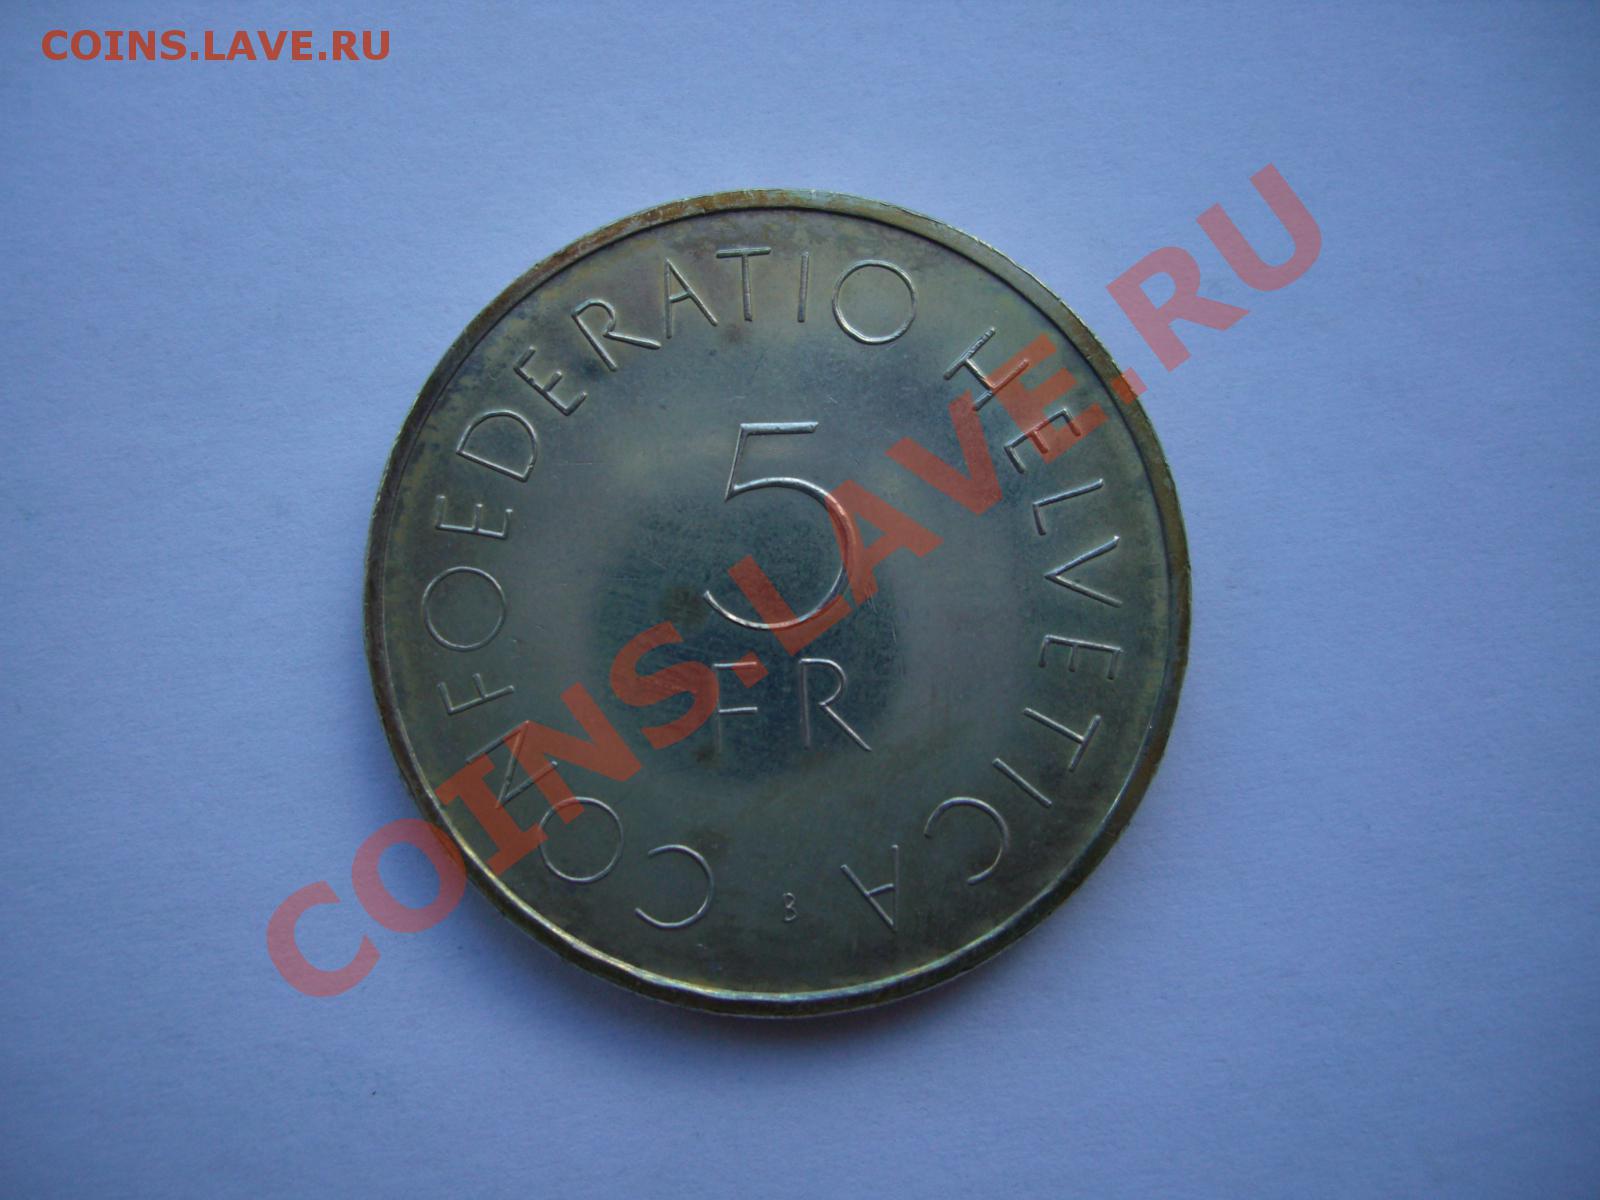 COINS.LAVE.RU
CONFOEDERATIO HELVETICA
5
FR
B
COINS.LAVE.RU